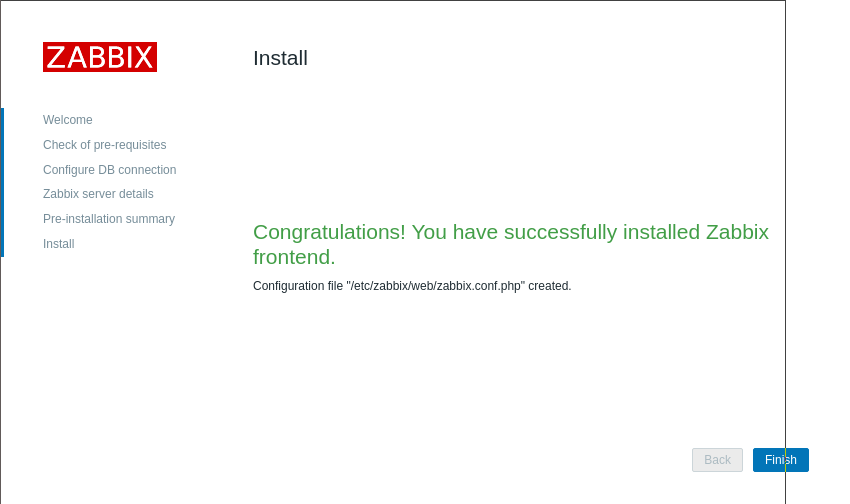 ZABBIX
Install
Welcome
Check of pre-requisites
Configure DB connection
Zabbix server details
Pre-installation summary
Install
Congratulations! You have successfully installed Zabbix
frontend.
Configuration file "/etc/zabbix/web/zabbix.conf.php" created.
Back
Finish